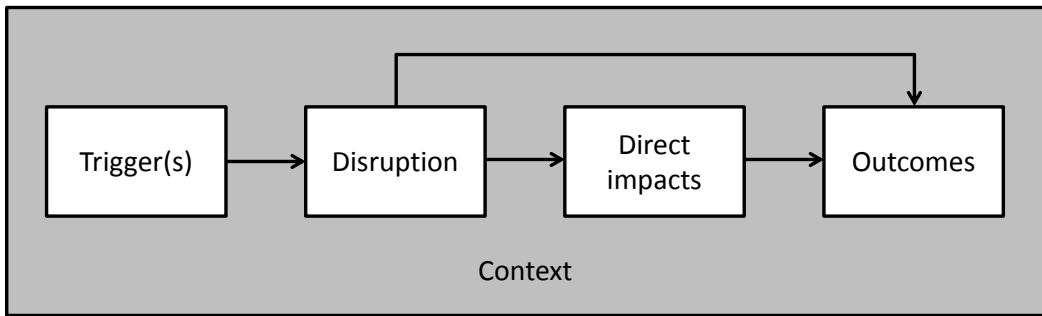 Trigger(s)
Disruption
Direct
impacts
Outcomes
Context